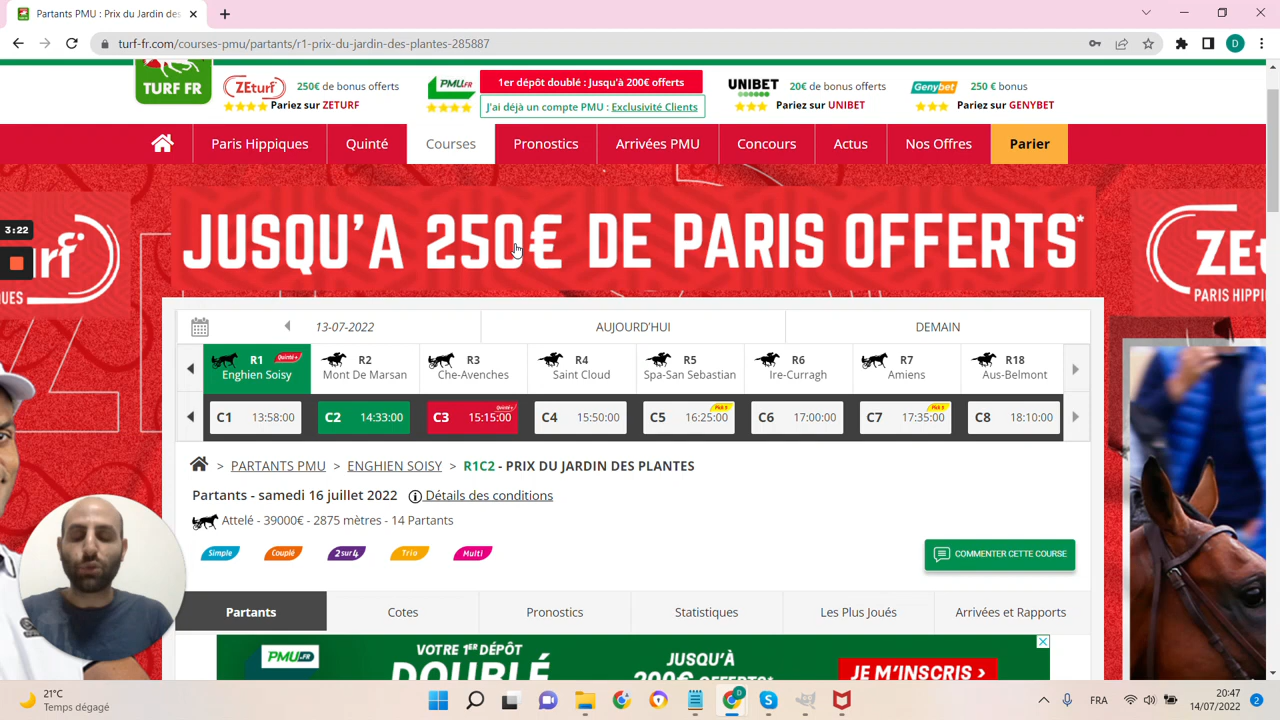 Partants PMU : Prix du Jardin des
turf-fr.com/courses-pmu/partants/r1-prix-du-jardin-des-plantes-285887
D
TURF FR
ZEturf
250€ de bonus offerts
Pariez sur ZETURF
PMU.FR
1er dépôt doublé : Jusqu'à 200€ offerts
J'ai déjà un compte PMU : Exclusivité Clients
UNIBET
20€ de bonus offerts
Pariez sur UNIBET
Genybet
250 € bonus
Pariez sur GENYBET
Paris Hippiques
Quinté
Courses
Pronostics
Arrivées PMU
Concours
Actus
Nos Offres
Parier
JUSQU'A 250€ DE PARIS OFFERTS*
3:22
13-07-2022
AUJOURD'HUI
DEMAIN
R1 Quinté+
Enghien Soisy
R2
Mont De Marsan
R3
Che-Avenches
R4
Saint Cloud
R5
Spa-San Sebastian
R6
Ire-Curragh
R7
Amiens
R18
Aus-Belmont
C1 13:58:00
C2 14:33:00
C3 15:15:00 Quinté+
C4 15:50:00
C5 16:25:00 Pick 5
C6 17:00:00
C7 17:35:00 Pick 5
C8 18:10:00
> PARTANTS PMU > ENGHIEN SOISY > R1C2 - PRIX DU JARDIN DES PLANTES
Partants - samedi 16 juillet 2022 Détails des conditions
Attelé - 39000€ - 2875 mètres - 14 Partants
Simple
Couplé
2 sur 4
Trio
Multi
COMMENTER CETTE COURSE
Partants
Cotes
Pronostics
Statistiques
Les Plus Joués
Arrivées et Rapports
PMU.FR
VOTRE 1ER DÉPÔT
DOUBLÉ
JUSQU'À
JE M'INSCRIS >
21°C
Temps dégagé
FRA
20:47
14/07/2022
2